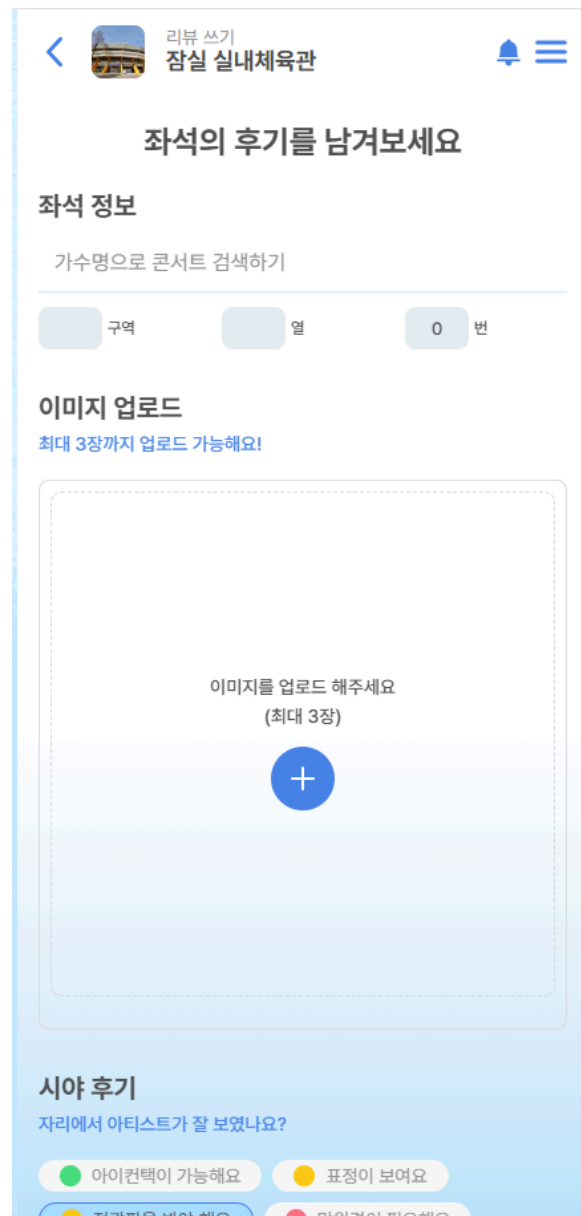 리뷰 쓰기
잠실 실내체육관
좌석의 후기를 남겨보세요
좌석 정보
가수명으로 콘서트 검색하기
구역 열 0 번
이미지 업로드
최대 3장까지 업로드 가능해요!
이미지를 업로드 해주세요
(최대 3장)
시야 후기
자리에서 아티스트가 잘 보였나요?
아이컨택이 가능해요 표정이 보여요